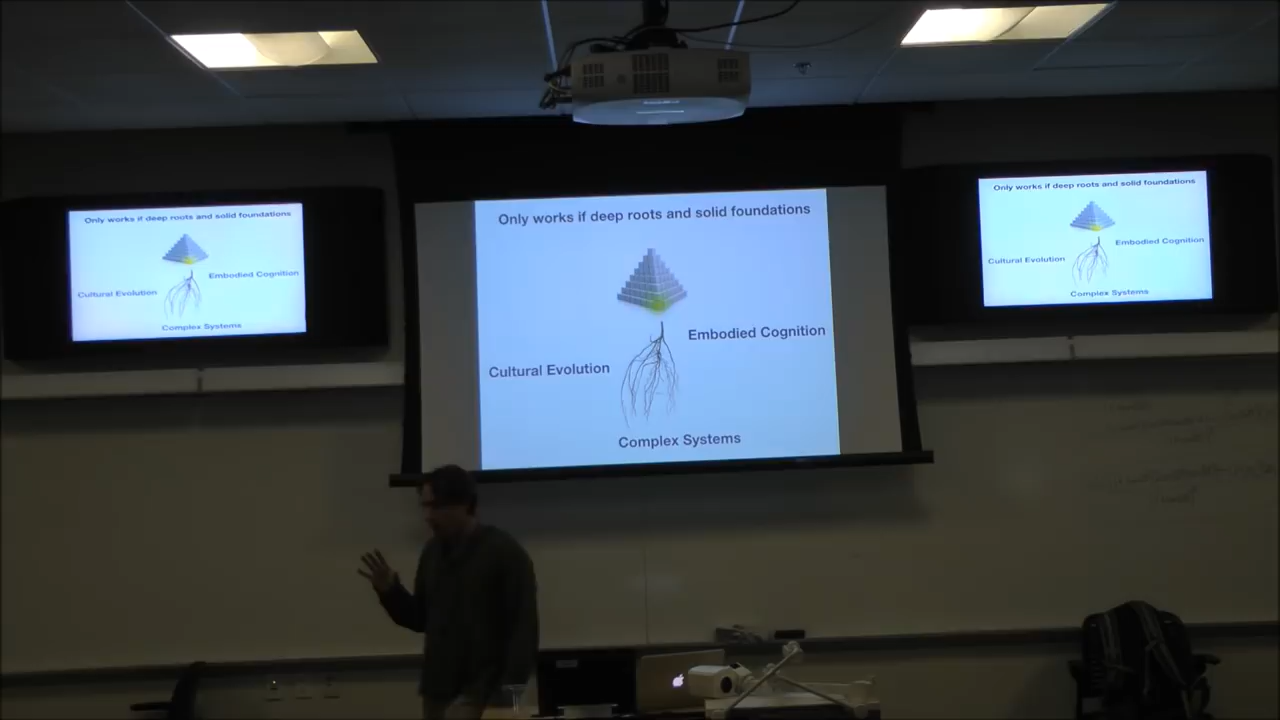 Only works if deep roots and solid foundations
Embodied Cognition
Cultural Evolution
Complex Systems
Only works if deep roots and solid foundations
Embodied Cognition
Cultural Evolution
Complex Systems
Only works if deep roots and solid foundations
Embodied Cognition
Cultural Evolution
Complex Systems